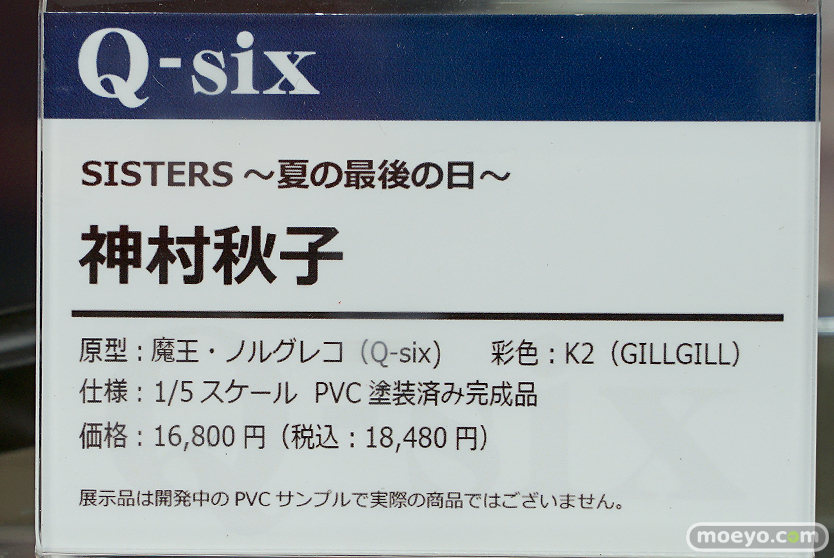 Q-six
SISTERS ～夏の最後の日～
神村秋子
原型：魔王・ノルグレコ（Q-six) 彩色：K2（GILLGILL）
仕様：1/5 スケール PVC 塗装済み完成品
価格：16,800 円（税込：18,480 円）
展示品は開発中の PVC サンプルで実際の商品ではございません。
moeyo.com